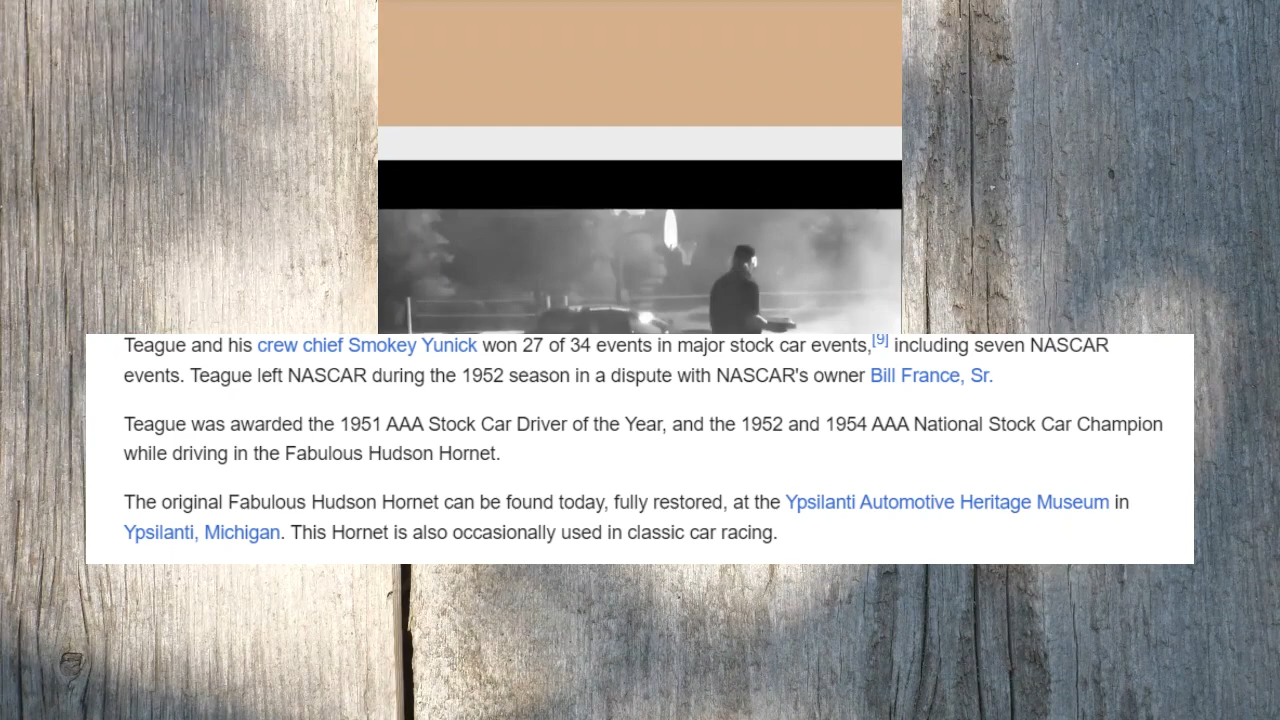 Teague and his crew chief Smokey Yunick won 27 of 34 events in major stock car events,[9] including seven NASCAR
events. Teague left NASCAR during the 1952 season in a dispute with NASCAR's owner Bill France, Sr.
Teague was awarded the 1951 AAA Stock Car Driver of the Year, and the 1952 and 1954 AAA National Stock Car Champion
while driving in the Fabulous Hudson Hornet.
The original Fabulous Hudson Hornet can be found today, fully restored, at the Ypsilanti Automotive Heritage Museum in
Ypsilanti, Michigan. This Hornet is also occasionally used in classic car racing.